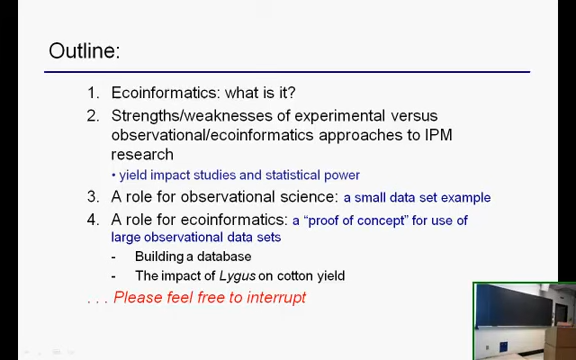 Outline:
1. Ecoinformatics: what is it?
2. Strengths/weaknesses of experimental versus
observational/ecoinformatics approaches to IPM
research
• yield impact studies and statistical power
3. A role for observational science: a small data set example
4. A role for ecoinformatics: a “proof of concept” for use of
large observational data sets
- Building a database
- The impact of Lygus on cotton yield
. . . Please feel free to interrupt